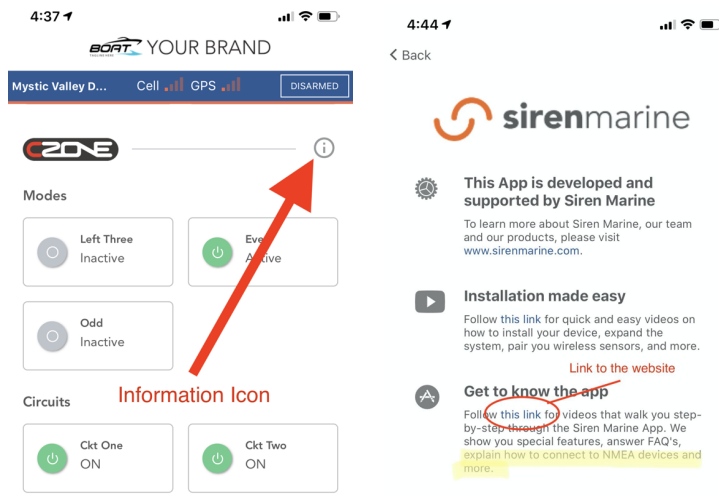 4:37
BOAT YOUR BRAND
Mystic Valley D... Cell GPS DISARMED
CZONE
Modes
Left Three
Inactive
Eve
Active
Odd
Inactive
Information Icon
Circuits
Ckt One
ON
Ckt Two
ON
4:44
Back
sirenmarine
This App is developed and
supported by Siren Marine
To learn more about Siren Marine, our team
and our products, please visit
www.sirenmarine.com.
Installation made easy
Follow this link for quick and easy videos on
how to install your device, expand the
system, pair you wireless sensors, and more.
Link to the website
Get to know the app
Follow this link for videos that walk you step-
by-step through the Siren Marine App. We
show you special features, answer FAQ's,
explain how to connect to NMEA devices and
more.